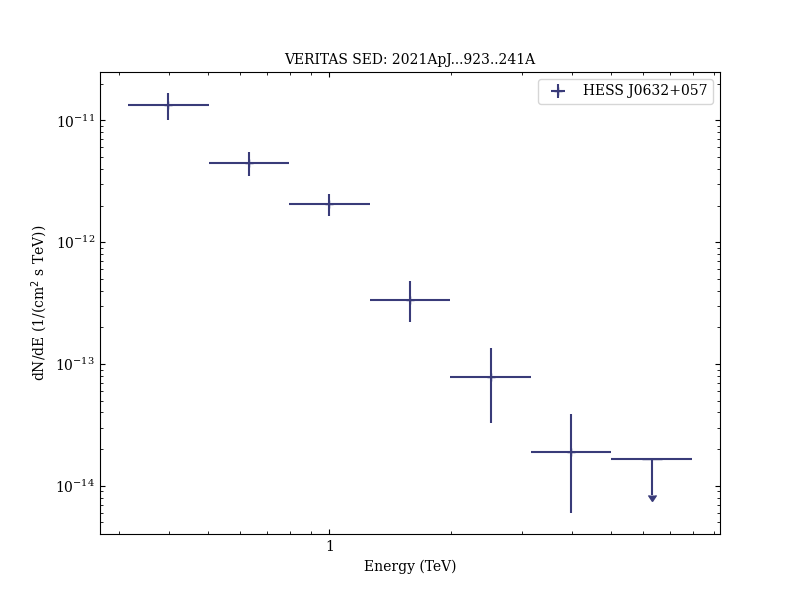 VERITAS SED: 2021ApJ...923..241A
HESS J0632+057
10⁻¹¹
10⁻¹²
10⁻¹³
10⁻¹⁴
dN/dE (1/(cm² s TeV))
1
Energy (TeV)